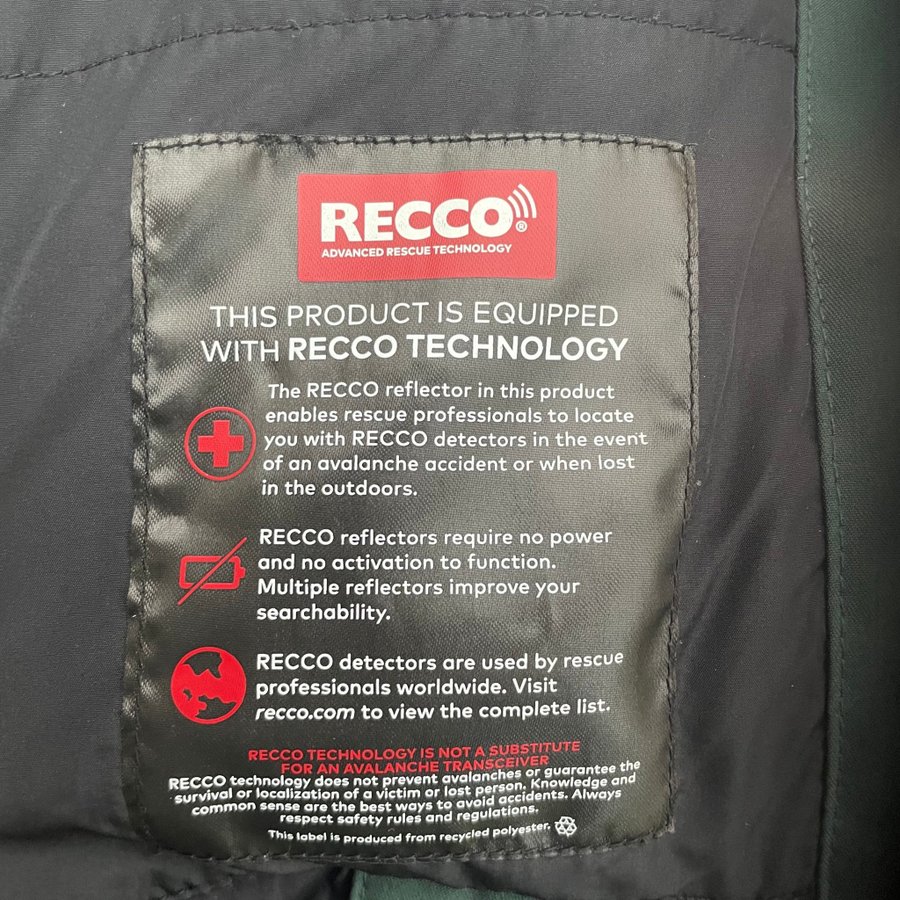 RECCO®
ADVANCED RESCUE TECHNOLOGY
THIS PRODUCT IS EQUIPPED
WITH RECCO TECHNOLOGY
The RECCO reflector in this product
enables rescue professionals to locate
you with RECCO detectors in the event
of an avalanche accident or when lost
in the outdoors.
RECCO reflectors require no power
and no activation to function.
Multiple reflectors improve your
searchability.
RECCO detectors are used by rescue
professionals worldwide. Visit
recco.com to view the complete list.
RECCO TECHNOLOGY IS NOT A SUBSTITUTE
FOR AN AVALANCHE TRANSCEIVER
RECCO technology does not prevent avalanches or guarantee the
survival or localization of a victim or lost person. Knowledge and
common sense are the best ways to avoid accidents. Always
respect safety rules and regulations.
This label is produced from recycled polyester.